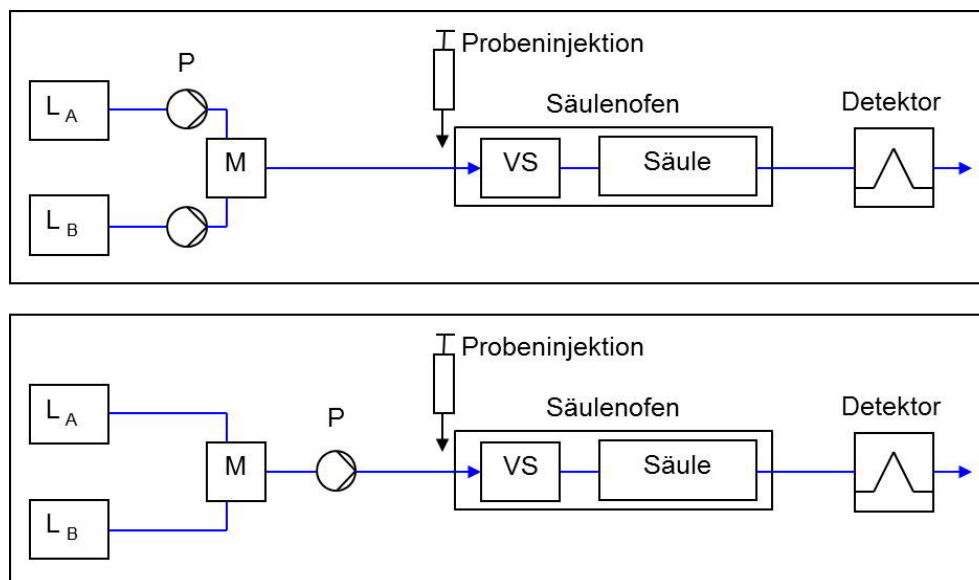 Probeninjektion
P
L A
Säulenofen
Detektor
M
VS
Säule
L B
Probeninjektion
Säulenofen
Detektor
L A
P
M
VS
Säule
L B